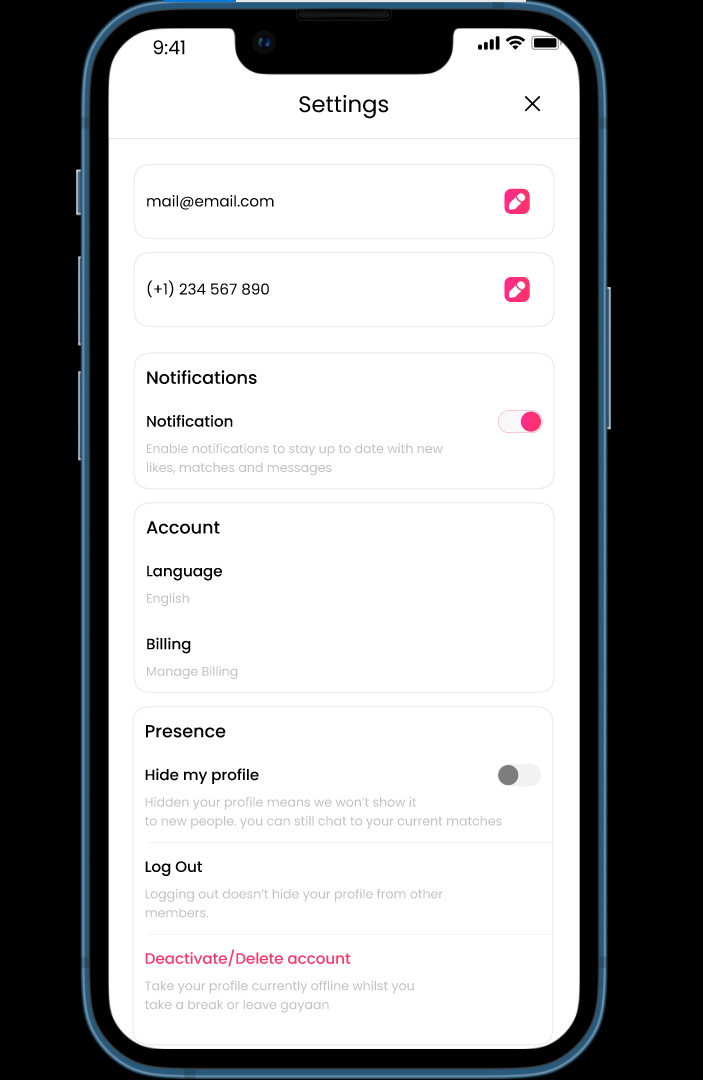 9:41
Settings
mail@email.com
(+1) 234 567 890
Notifications
Notification
Enable notifications to stay up to date with new
likes, matches and messages
Account
Language
English
Billing
Manage Billing
Presence
Hide my profile
Hidden your profile means we won’t show it
to new people. you can still chat to your current matches
Log Out
Logging out doesn’t hide your profile from other
members.
Deactivate/Delete account
Take your profile currently offline whilst you
take a break or leave gayaan